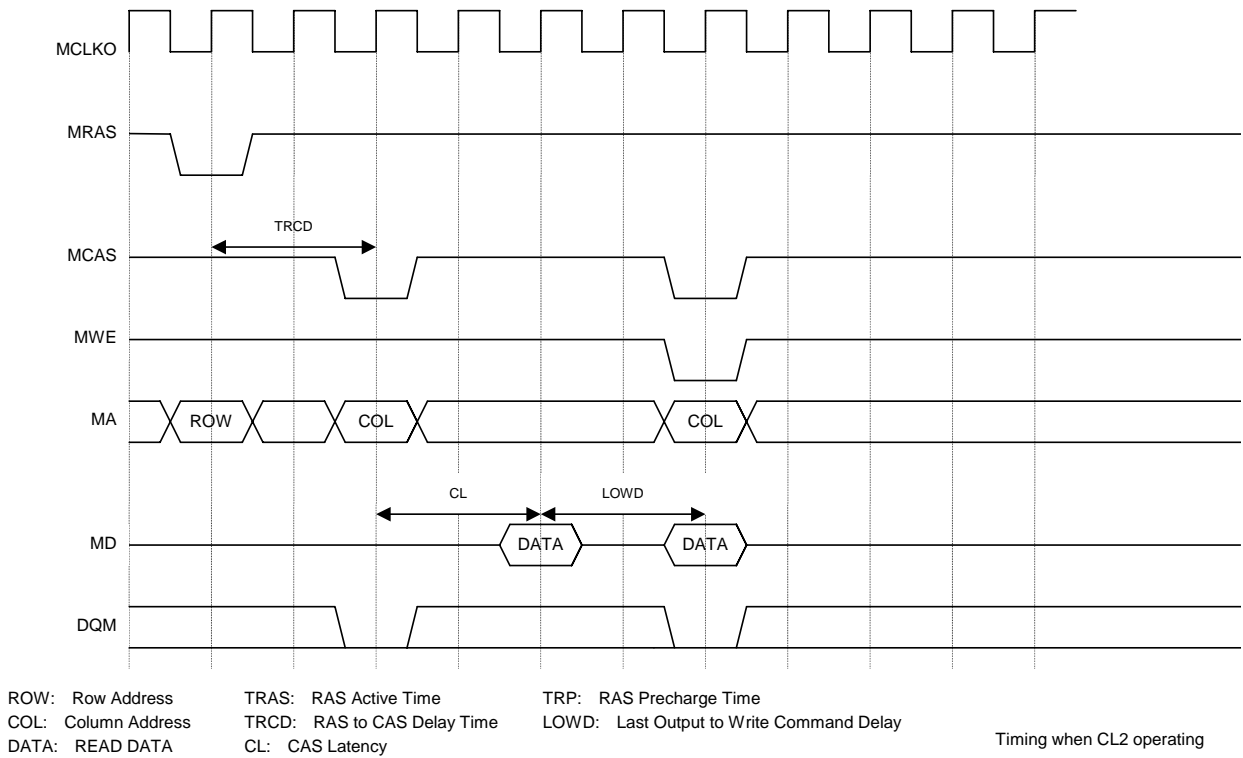 MCLKO
MRAS
TRCD
MCAS
MWE
MA
ROW
COL
COL
CL
LOWD
MD
DATA
DATA
DQM
ROW: Row Address TRAS: RAS Active Time TRP: RAS Precharge Time
COL: Column Address TRCD: RAS to CAS Delay Time LOWD: Last Output to Write Command Delay
DATA: READ DATA CL: CAS Latency
Timing when CL2 operating